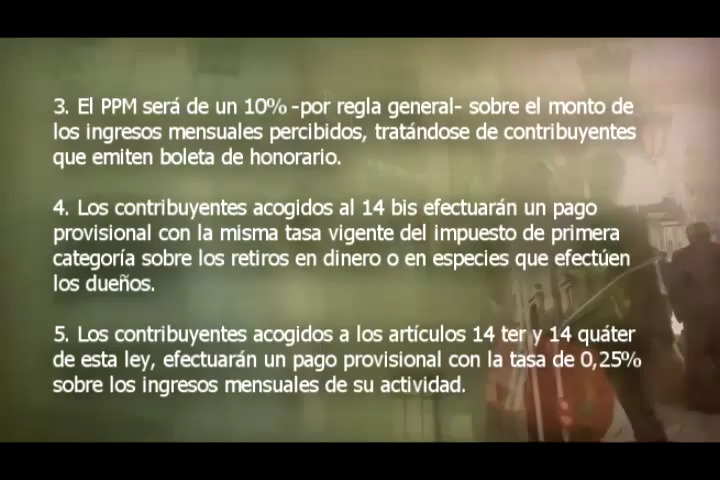 3. El PPM será de un 10% -por regla general- sobre el monto de
los ingresos mensuales percibidos, tratándose de contribuyentes
que emiten boleta de honorario.
4. Los contribuyentes acogidos al 14 bis efectuarán un pago
provisional con la misma tasa vigente del impuesto de primera
categoría sobre los retiros en dinero o en especies que efectúen
los dueños.
5. Los contribuyentes acogidos a los artículos 14 ter y 14 quáter
de esta ley, efectuarán un pago provisional con la tasa de 0,25%
sobre los ingresos mensuales de su actividad.